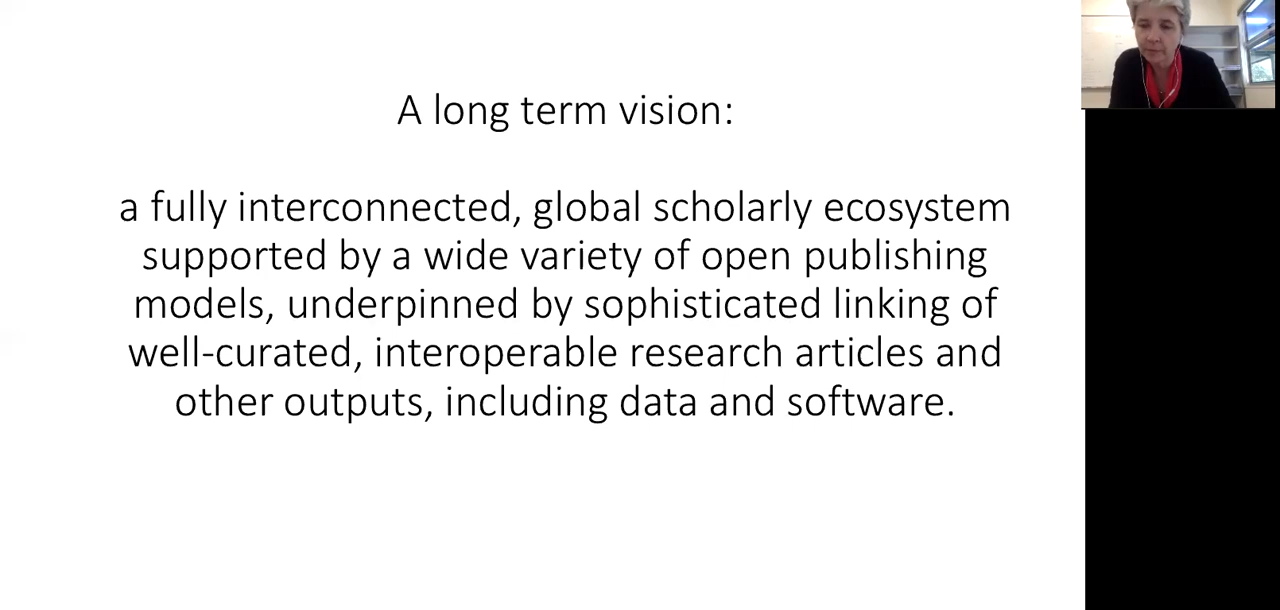 A long term vision:
a fully interconnected, global scholarly ecosystem
supported by a wide variety of open publishing
models, underpinned by sophisticated linking of
well-curated, interoperable research articles and
other outputs, including data and software.